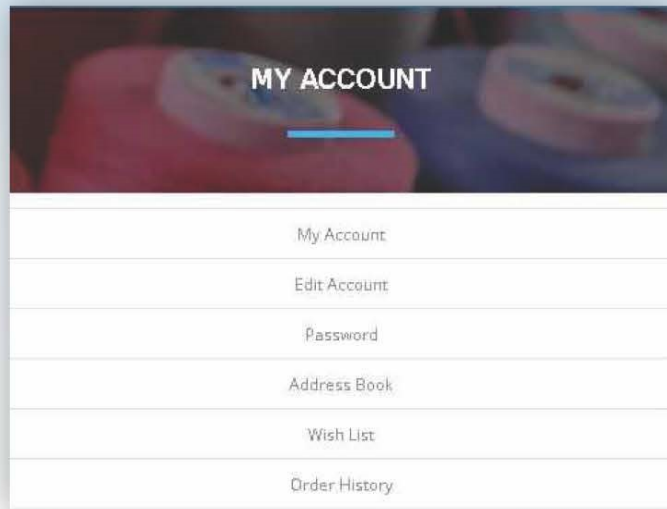 MY ACCOUNT
My Account
Edit Account
Password
Address Book
Wish List
Order History